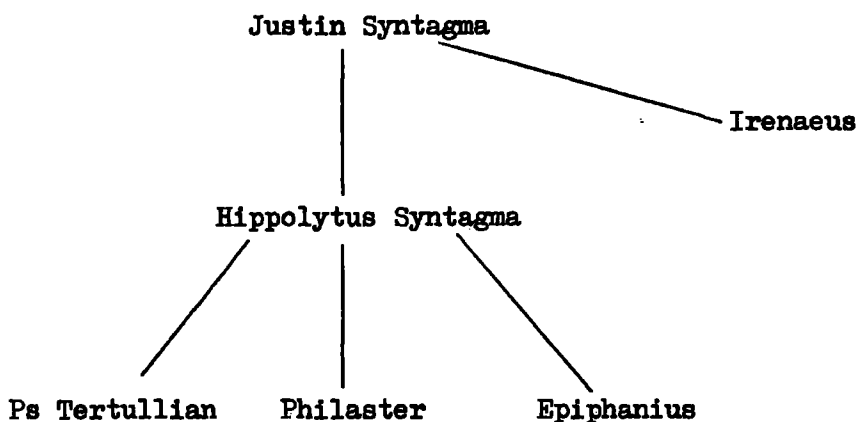 Justin Syntagma
Irenaeus
Hippolytus Syntagma
Ps Tertullian Philaster Epiphanius